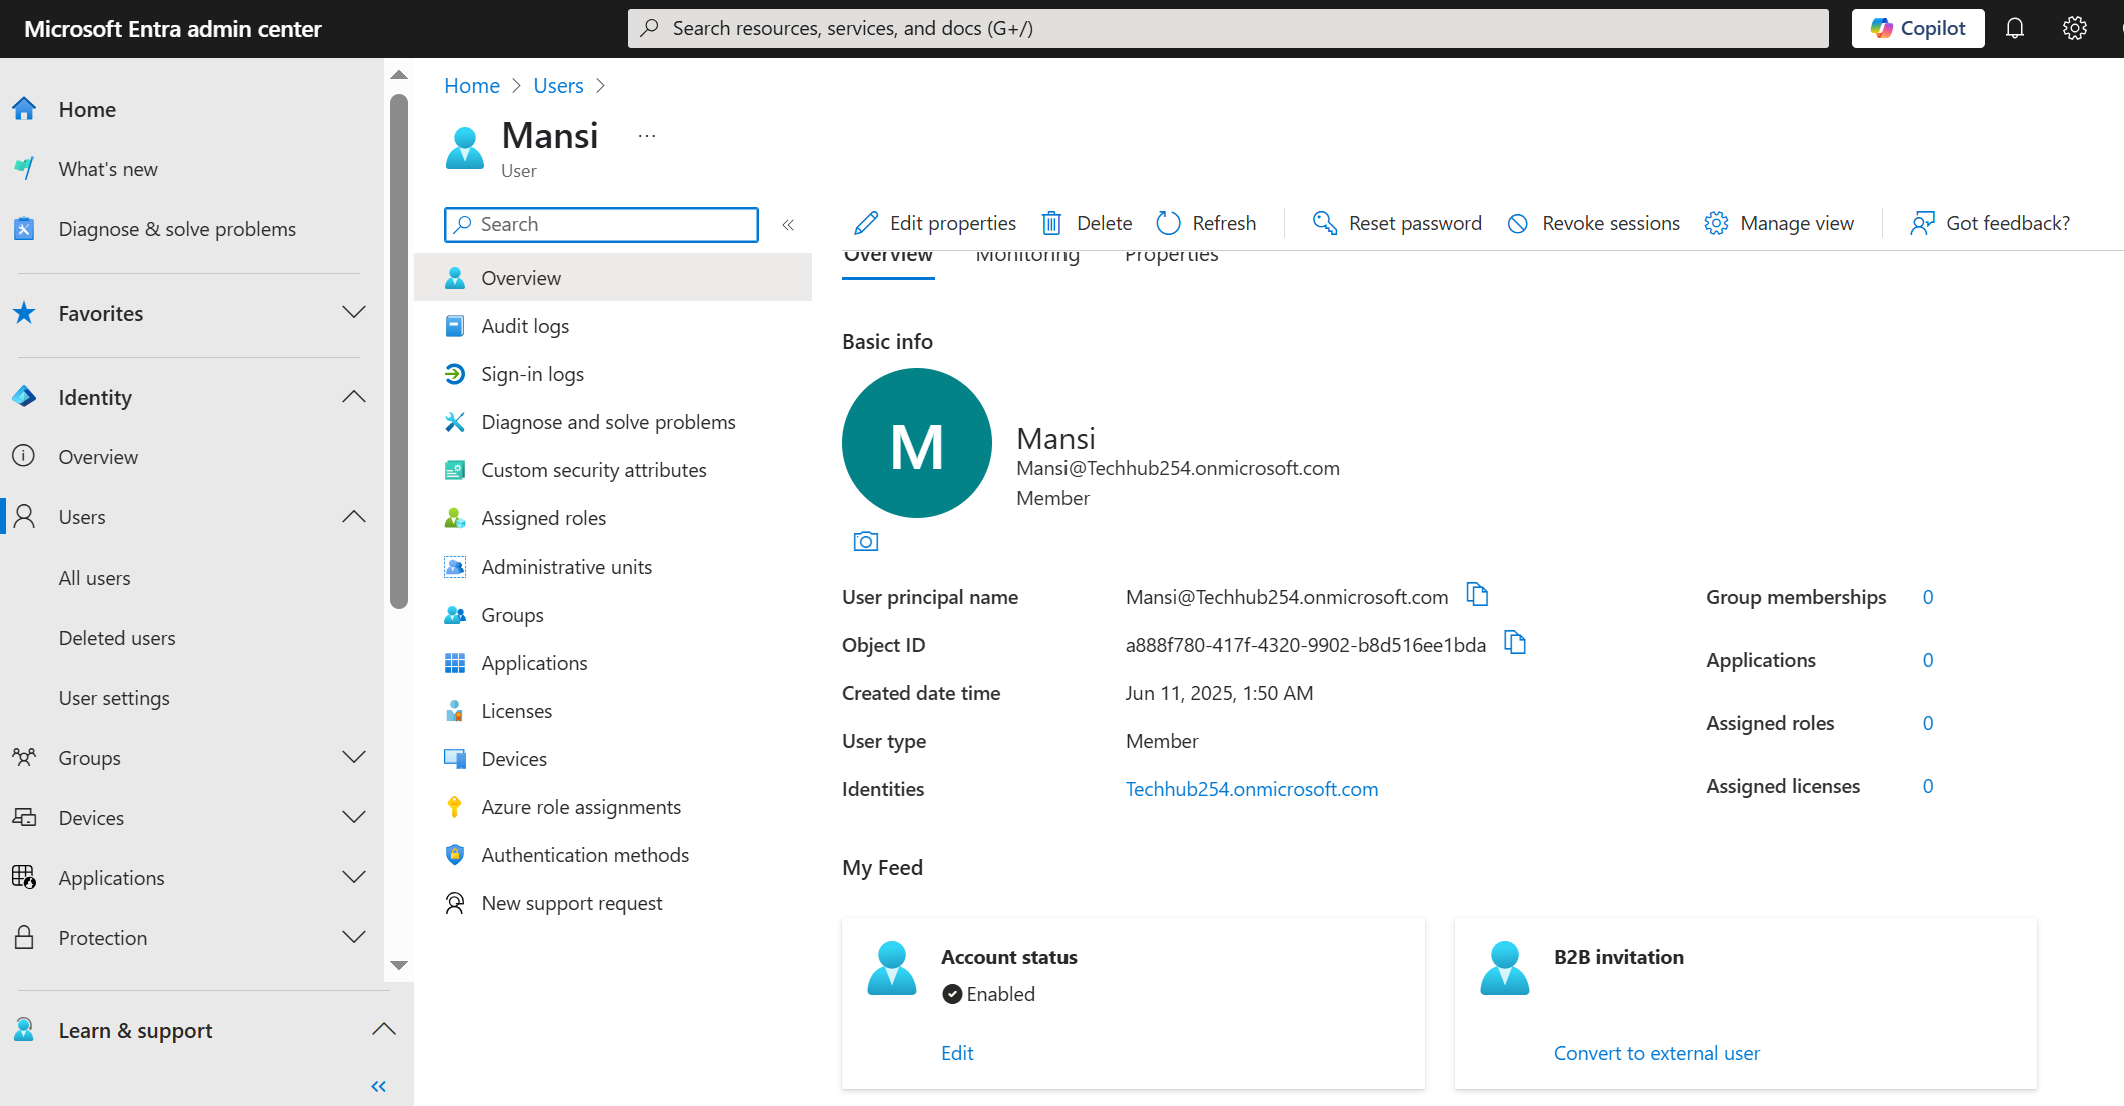 Microsoft Entra admin center
Search resources, services, and docs (G+/)
Copilot
Home
What's new
Diagnose & solve problems
Favorites
Identity
Overview
Users
All users
Deleted users
User settings
Groups
Devices
Applications
Protection
Learn & support
Home > Users >
Mansi ...
User
Search
Overview
Audit logs
Sign-in logs
Diagnose and solve problems
Custom security attributes
Assigned roles
Administrative units
Groups
Applications
Licenses
Devices
Azure role assignments
Authentication methods
New support request
Edit properties Delete Refresh Reset password Revoke sessions Manage view Got feedback?
Overview Monitoring Properties
Basic info
M
Mansi
Mansi@Techhub254.onmicrosoft.com
Member
User principal name Mansi@Techhub254.onmicrosoft.com
Object ID a888f780-417f-4320-9902-b8d516ee1bda
Created date time Jun 11, 2025, 1:50 AM
User type Member
Identities Techhub254.onmicrosoft.com
Group memberships 0
Applications 0
Assigned roles 0
Assigned licenses 0
My Feed
Account status
Enabled
Edit
B2B invitation
Convert to external user